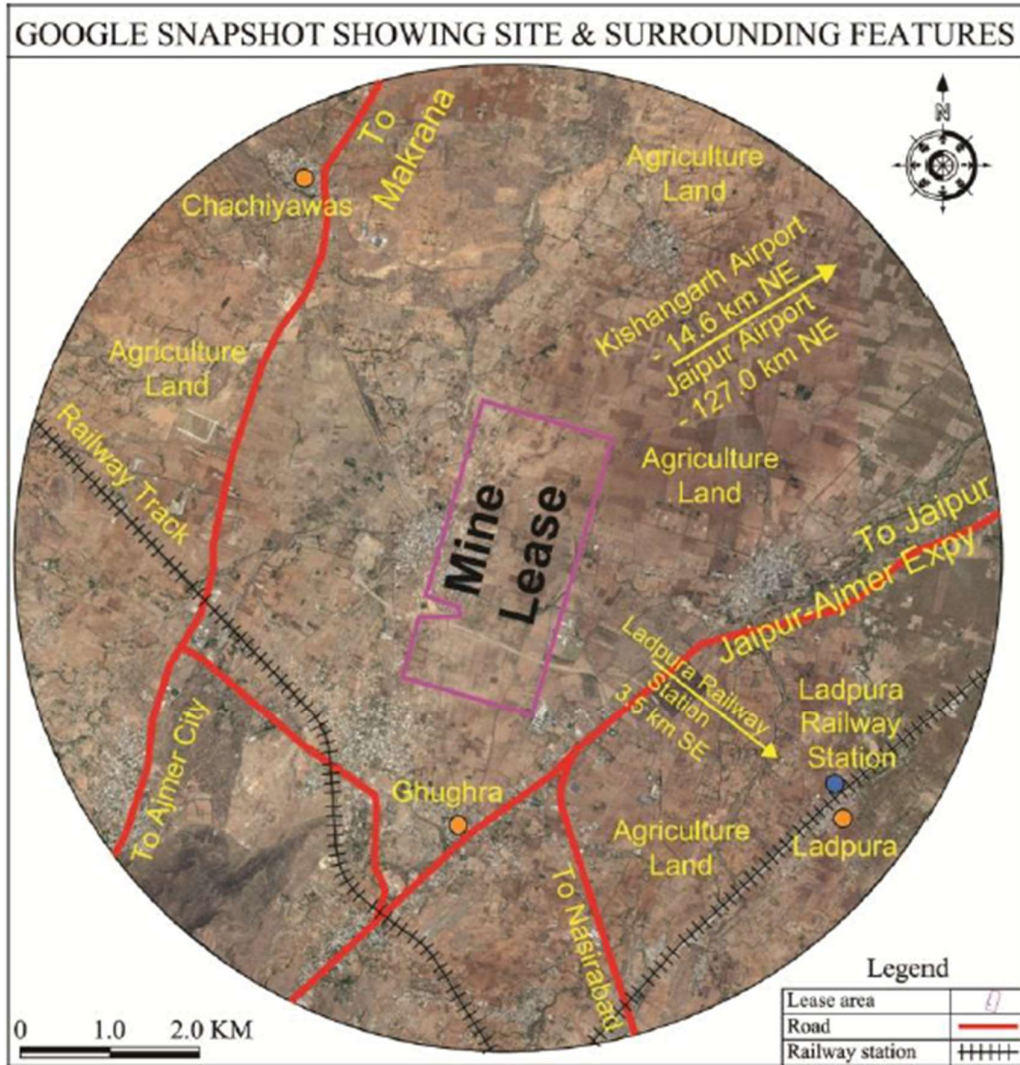 GOOGLE SNAPSHOT SHOWING SITE & SURROUNDING FEATURES
To
Makrana
N
Chachiyawas
Agriculture
Land
Kishangarh Airport
- 14.6 km NE
Jaipur Airport
- 127.0 km NE
Agriculture
Land
Railway Track
Agriculture
Land
Mine
Lease
To Jaipur
Jaipur-Ajmer Expy
Ladpura Railway
Station
3.5 km SE
Ladpura
Railway
Station
To Ajmer City
Ghughra
Agriculture
Land
Ladpura
To Nasirabad
Legend
Lease area
Road
Railway station
0 1.0 2.0 KM